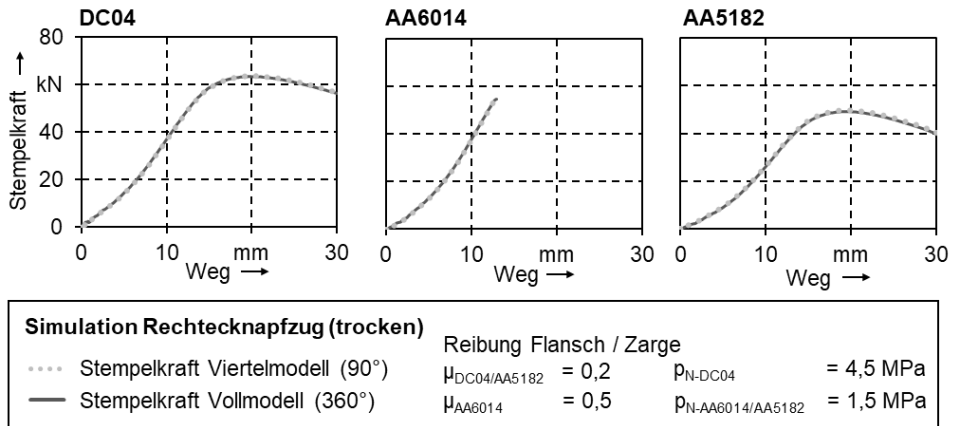 DC04 AA6014 AA5182
80
kN
40
20
0
Stempelkraft →
0 10 mm 30
Weg →
0 10 mm 30
Weg →
0 10 mm 30
Weg →
Simulation Rechtecknapfzug (trocken)
Stempelkraft Viertelmodell (90°)
Stempelkraft Vollmodell (360°)
Reibung Flansch / Zarge
μDC04/AA5182 = 0,2 pN-DC04 = 4,5 MPa
μAA6014 = 0,5 pN-AA6014/AA5182 = 1,5 MPa